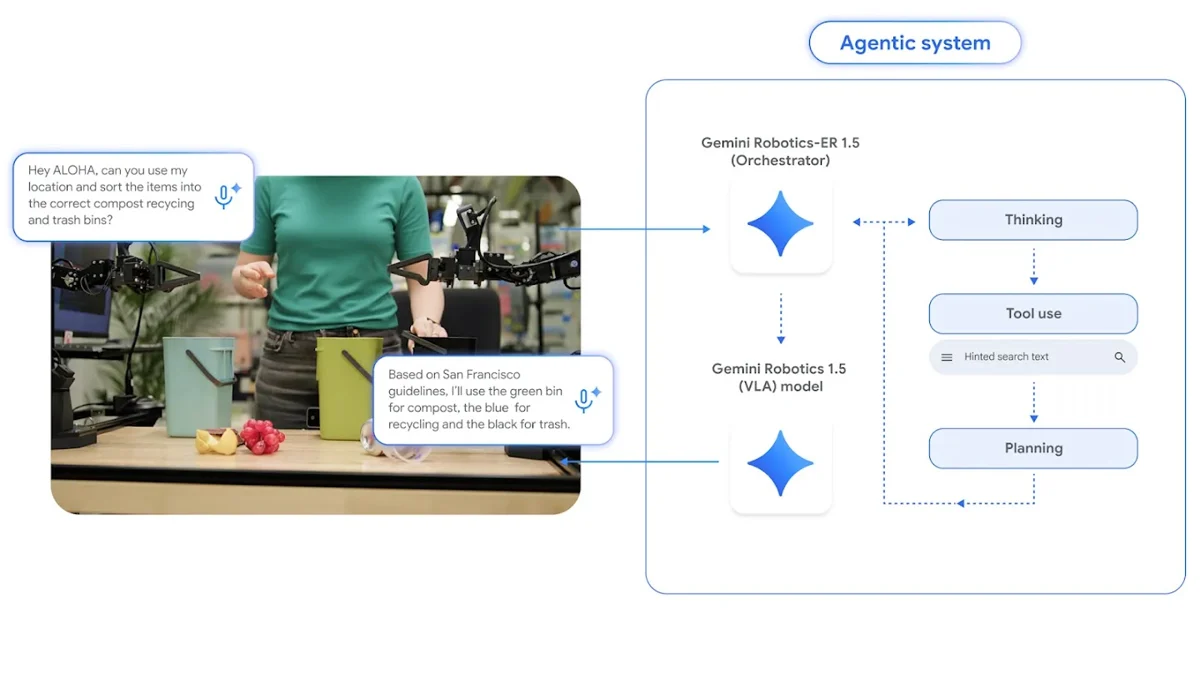 Agentic system
Hey ALOHA, can you use my
location and sort the items into
the correct compost recycing
and trash bins?
Based on San Francisco
guidelines, I'll use the green bin
for compost, the blue for
recycling and the black for trash.
Gemini Robotics-ER 1.5
(Orchestrator)
Gemini Robotics 1.5
(VLA) model
Thinking
Tool use
Hinted search text
Planning